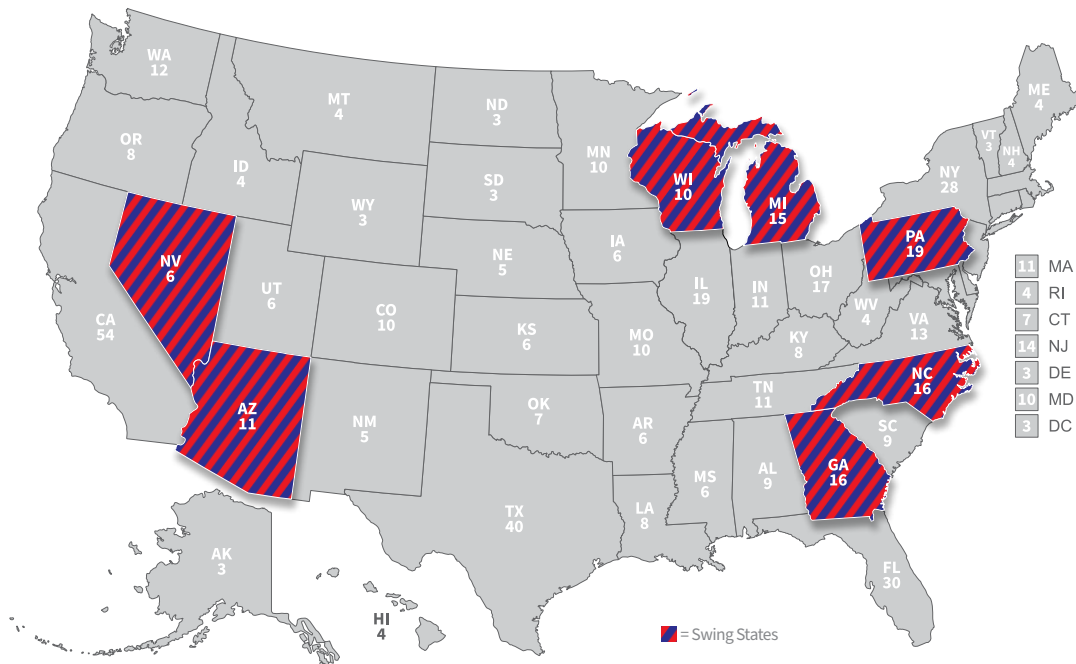 WA
12
MT
4
ND
3
ME
4
OR
8
MN
10
VT
3
NH
4
ID
4
WI
10
NY
28
SD
3
WY
3
MI
15
PA
19
IA
6
NE
5
NV
6
OH
17
IL
19
IN
11
UT
6
WV
4
VA
13
CO
10
CA
54
KS
6
MO
10
KY
8
NC
16
TN
11
AZ
11
OK
7
NM
5
AR
6
SC
9
GA
16
AL
9
MS
6
LA
8
TX
40
AK
3
FL
30
HI
4
11 MA
4 RI
7 CT
14 NJ
3 DE
10 MD
3 DC
= Swing States